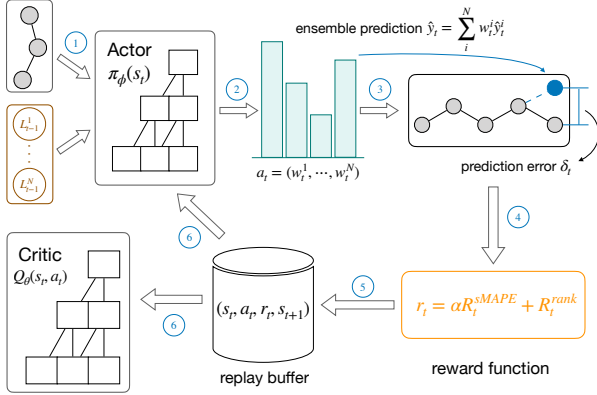 ensemble prediction ŷ_t = ∑_i^N w_t^i ŷ_t^i
1
Actor
π_ϕ(s_t)
2
3
L_{t−1}^1
L_{t−1}^N
a_t = (w_t^1, ⋯, w_t^N)
prediction error δ_t
4
6
Critic
Q_θ(s_t, a_t)
(s_t, a_t, r_t, s_{t+1})
5
r_t = αR_t^{sMAPE} + R_t^{rank}
6
replay buffer
reward function